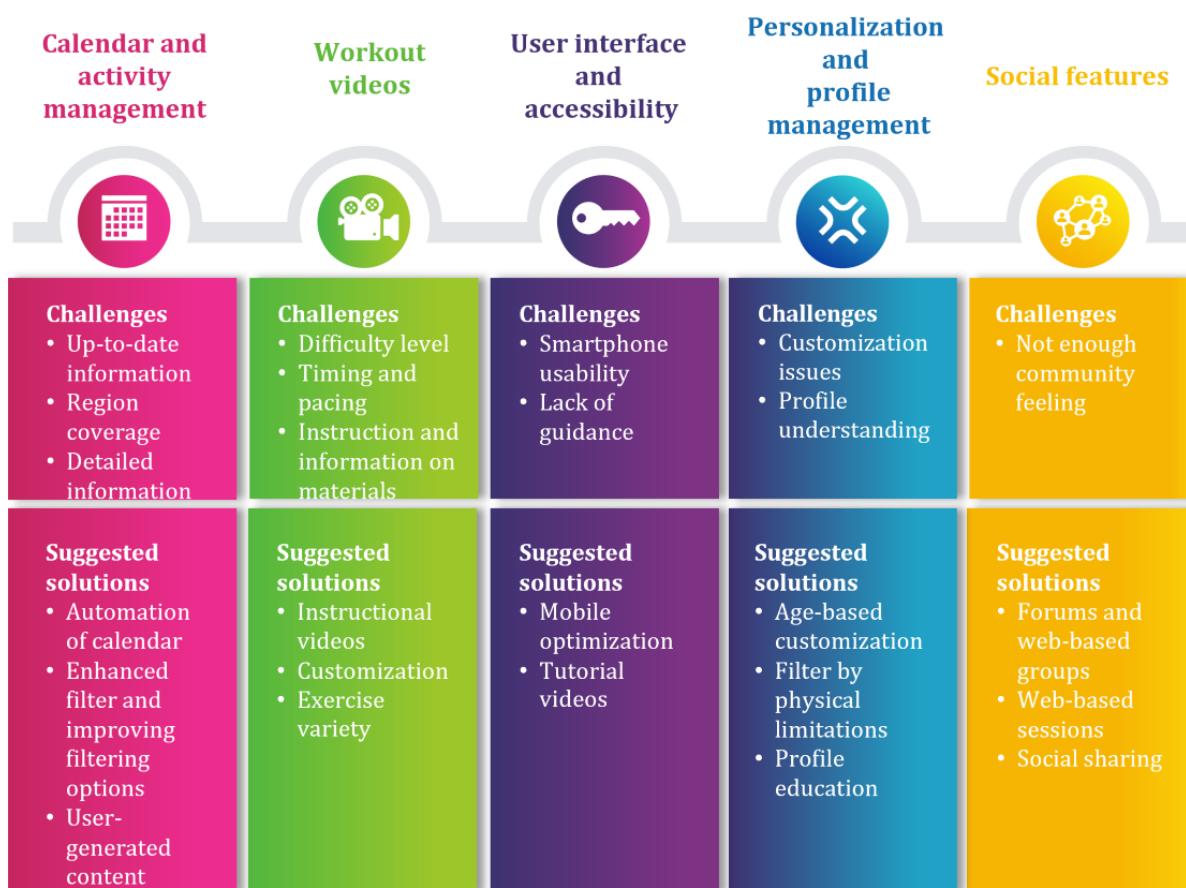 Calendar and
activity
management
Workout
videos
User interface
and
accessibility
Personalization
and
profile
management
Social features
Challenges
• Up-to-date
information
• Region
coverage
• Detailed
information
Challenges
• Difficulty level
• Timing and
pacing
• Instruction and
information on
materials
Challenges
• Smartphone
usability
• Lack of
guidance
Challenges
• Customization
issues
• Profile
understanding
Challenges
• Not enough
community
feeling
Suggested
solutions
• Automation
of calendar
• Enhanced
filter and
improving
filtering
options
• User-
generated
content
Suggested
solutions
• Instructional
videos
• Customization
• Exercise
variety
Suggested
solutions
• Mobile
optimization
• Tutorial
videos
Suggested
solutions
• Age-based
customization
• Filter by
physical
limitations
• Profile
education
Suggested
solutions
• Forums and
web-based
groups
• Web-based
sessions
• Social sharing